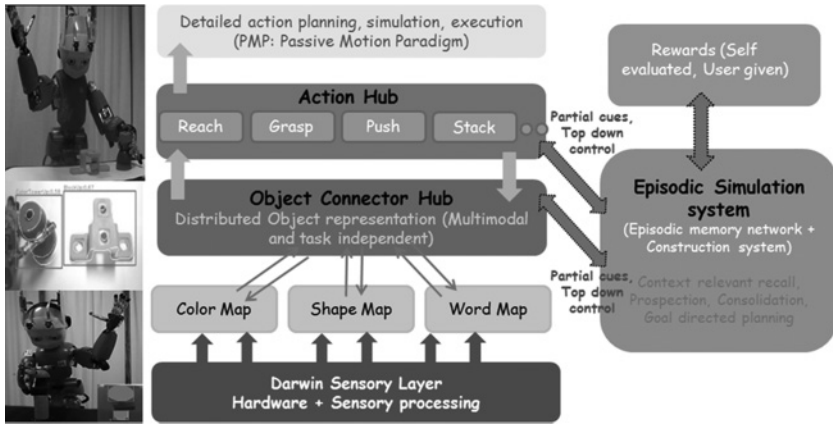 Detailed action planning, simulation, execution
(PMP: Passive Motion Paradigm)
Action Hub
Reach
Grasp
Push
Stack
Object Connector Hub
Distributed Object representation (Multimodal
and task independent)
Color Map
Shape Map
Word Map
Darwin Sensory Layer
Hardware + Sensory processing
Partial cues,
Top down
control
Partial cues,
Top down
control
Rewards (Self
evaluated, User given)
Episodic Simulation
system
(Episodic memory network +
Construction system)
Context relevant recall,
Prospection, Consolidation,
Goal directed planning